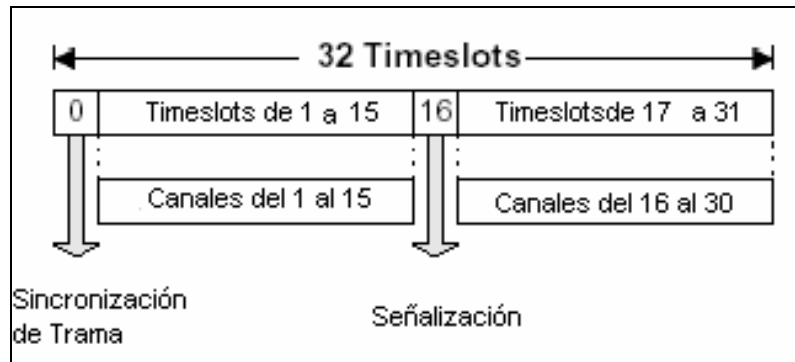 32 Timeslots
0 Timeslots de 1 a 15 16 Timeslotsde 17 a 31
Canales del 1 al 15 Canales del 16 al 30
Sincronización
de Trama
Señalización